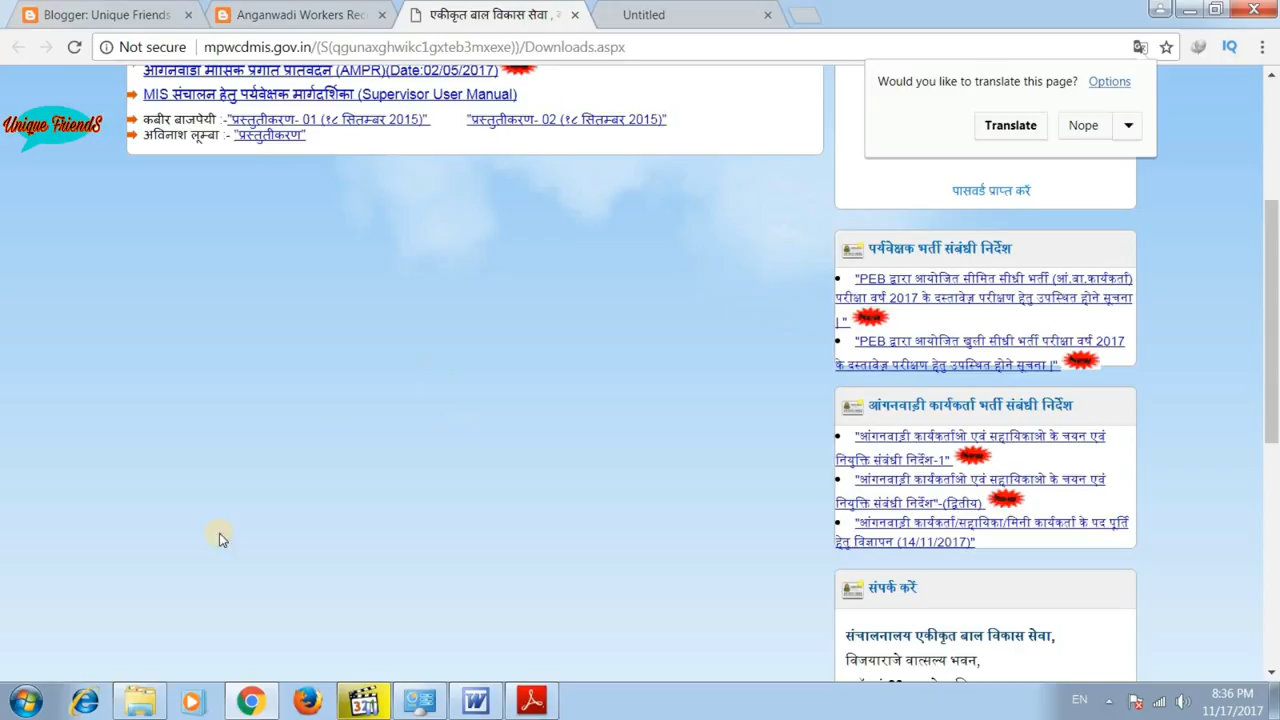 Blogger: Unique Friends
Anganwadi Workers Rec
एकीकृत बाल विकास सेवा,
Untitled
Not secure
mpwcdmis.gov.in/(S(qgunaxghwikc1gxteb3mxexe))/Downloads.aspx
IQ
Would you like to translate this page? Options
Translate
Nope
आंगनवाडी मासिक प्रगति प्रतिवेदन (AMPR)(Date:02/05/2017)
MIS संचालन हेतु पर्यवेक्षक मार्गदर्शिका (Supervisor User Manual)
कबीर बाजपेयी :-"प्रस्तुतीकरण- 01 (१८ सितम्बर 2015)" "प्रस्तुतीकरण- 02 (१८ सितम्बर 2015)"
अविनाश लूम्बा :- "प्रस्तुतीकरण"
Unique FriendS
पासवर्ड प्राप्त करें
पर्यवेक्षक भर्ती संबंधी निर्देश
"PEB द्वारा आयोजित सीमित सीधी भर्ती (आं.बा.कार्यकर्ता)
परीक्षा वर्ष 2017 के दस्तावेज़ परीक्षण हेतु उपस्थित होने सूचना
|"
"PEB द्वारा आयोजित खुली सीधी भर्ती परीक्षा वर्ष 2017
के दस्तावेज़ परीक्षण हेतु उपस्थित होने सूचना |"
आंगनवाड़ी कार्यकर्ता भर्ती संबंधी निर्देश
"आंगनवाड़ी कार्यकर्ताओ एवं सहायिकाओ के चयन एवं
नियुक्ति संबंधी निर्देश-1"
"आंगनवाड़ी कार्यकर्ताओ एवं सहायिकाओ के चयन एवं
नियुक्ति संबंधी निर्देश"-(द्वितीय)
"आंगनवाड़ी कार्यकर्ता/सहायिका/मिनी कार्यकर्ता के पद पूर्ति
हेतु विज्ञापन (14/11/2017)"
संपर्क करें
संचालनालय एकीकृत बाल विकास सेवा,
विजयाराजे वात्सल्य भवन,
321
EN
8:36 PM
11/17/2017